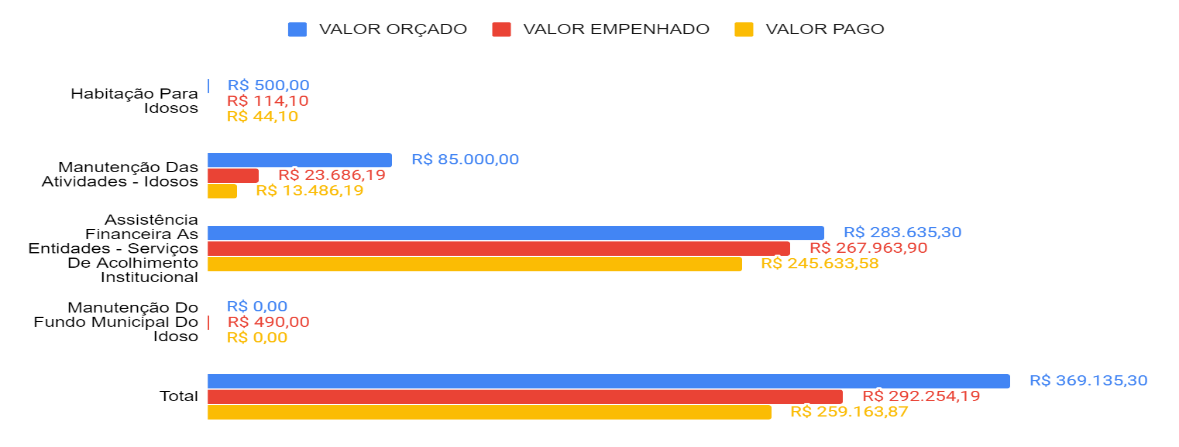 VALOR ORÇADO VALOR EMPENHADO VALOR PAGO
Habitação Para
Idosos
R$ 500,00
R$ 114,10
R$ 44,10
Manutenção Das
Atividades - Idosos
R$ 85.000,00
R$ 23.686,19
R$ 13.486,19
Assistência
Financeira As
Entidades - Serviços
De Acolhimento
Institucional
R$ 283.635,30
R$ 267.963,90
R$ 245.633,58
Manutenção Do
Fundo Municipal Do
Idoso
R$ 0,00
R$ 490,00
R$ 0,00
Total
R$ 369.135,30
R$ 292.254,19
R$ 259.163,87